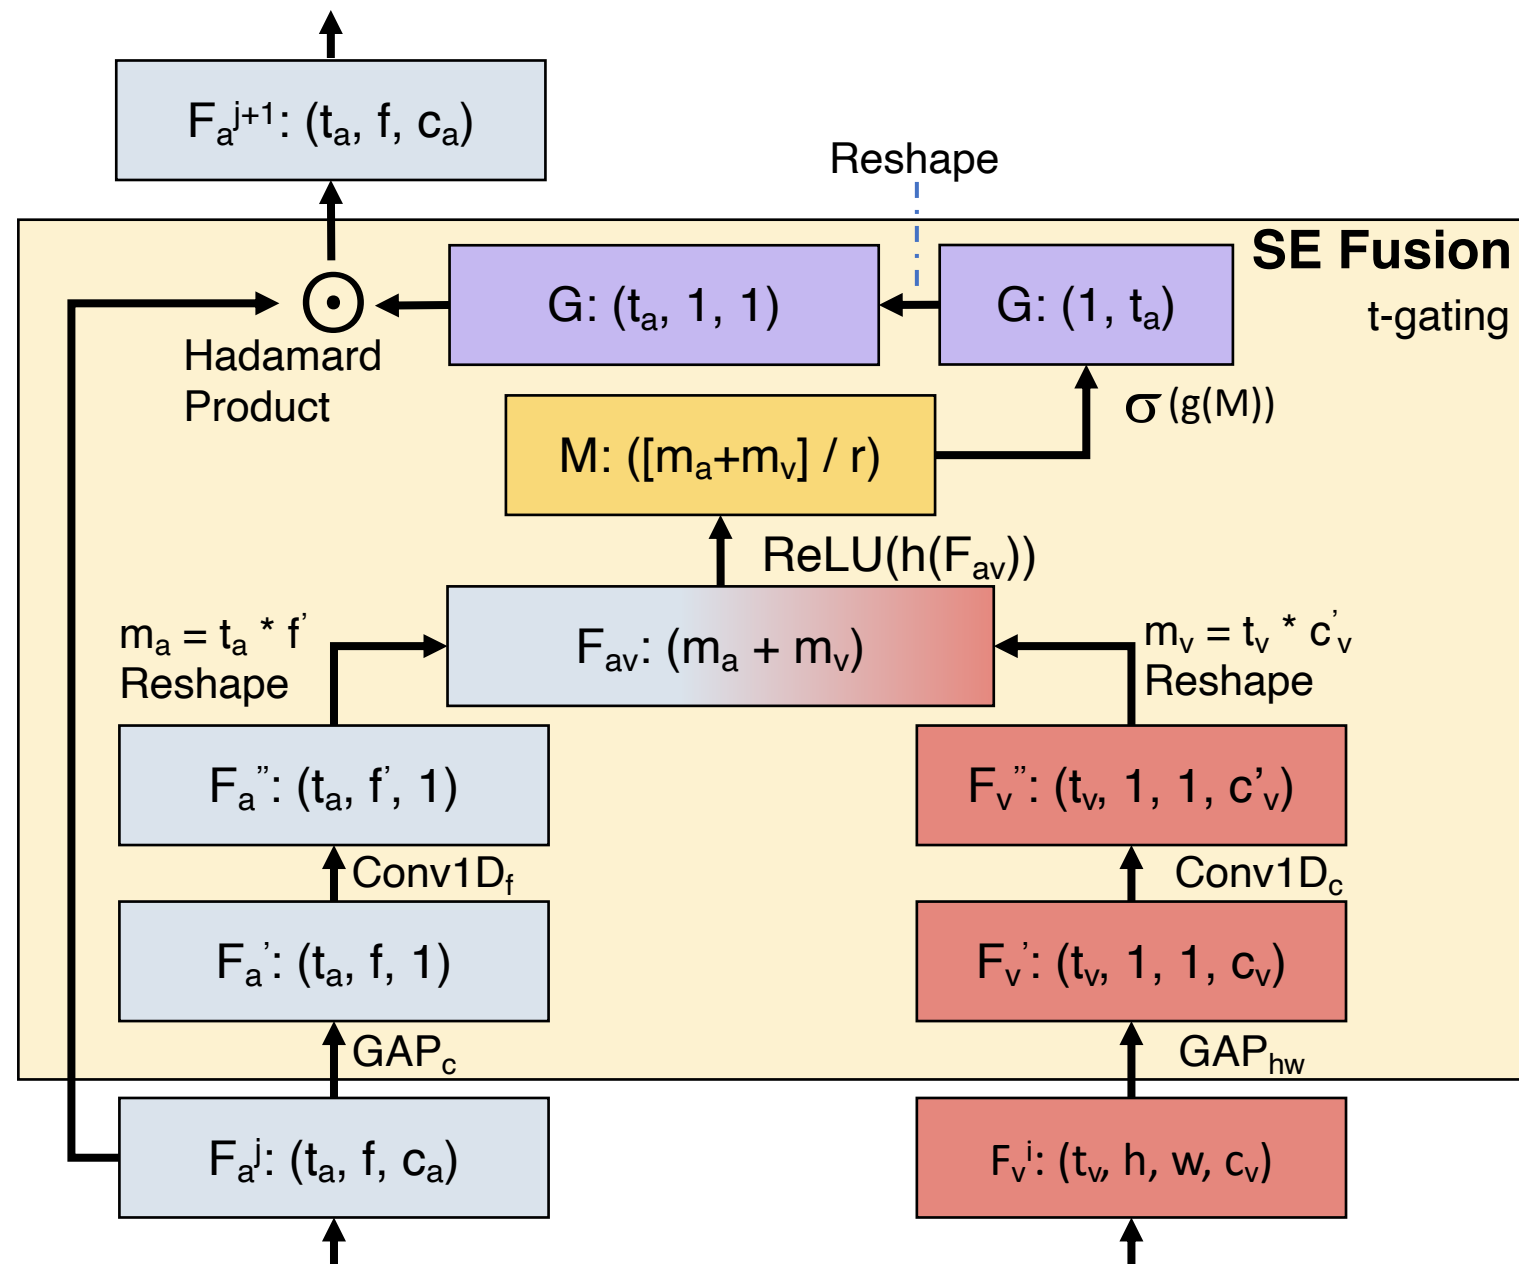 F_a^{j+1}: (t_a, f, c_a)
Reshape
SE Fusion
t-gating
G: (t_a, 1, 1)
G: (1, t_a)
Hadamard
Product
σ(g(M))
M: ([m_a+m_v] / r)
ReLU(h(F_av))
m_a = t_a * f'
Reshape
F_av: (m_a + m_v)
m_v = t_v * c'_v
Reshape
F_a'': (t_a, f', 1)
F_v'': (t_v, 1, 1, c'_v)
Conv1D_f
Conv1D_c
F_a': (t_a, f, 1)
F_v': (t_v, 1, 1, c_v)
GAP_c
GAP_hw
F_a^j: (t_a, f, c_a)
F_v^i: (t_v, h, w, c_v)